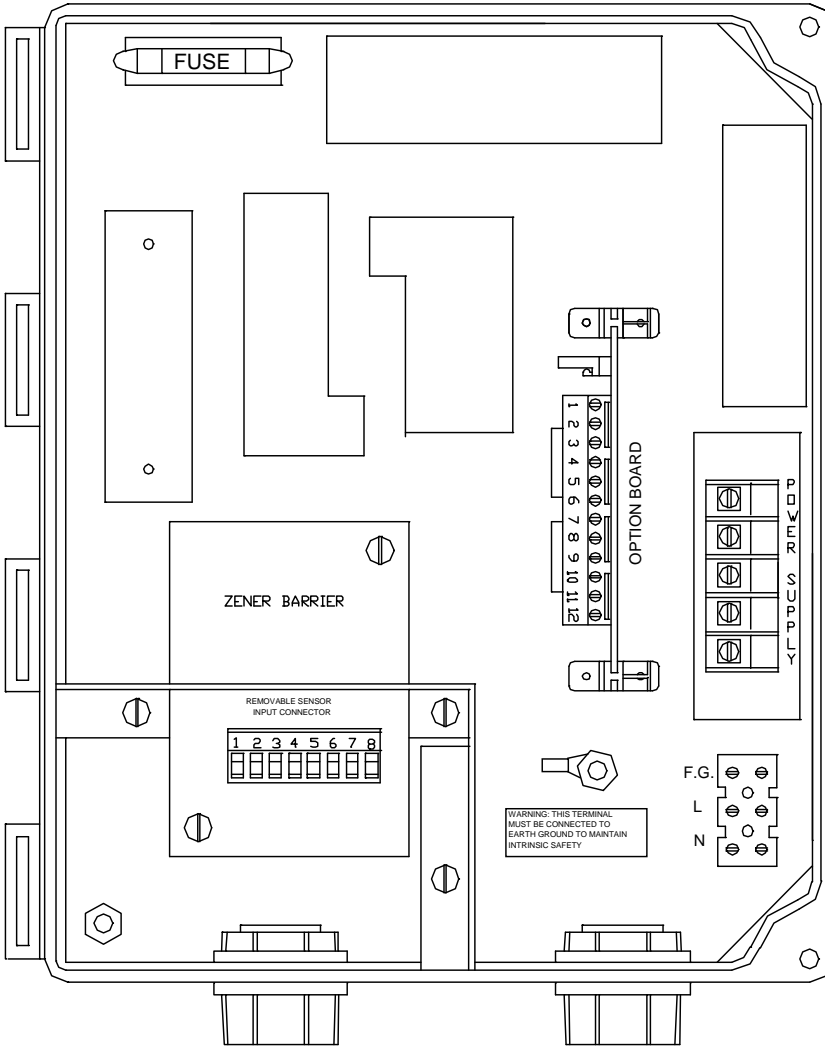 FUSE
1
2
3
4
5
6
7
8
9
10
11
12
OPTION BOARD
POWER SUPPLY
ZENER BARRIER
REMOVABLE SENSOR
INPUT CONNECTOR
1 2 3 4 5 6 7 8
F.G.
L
N
WARNING: THIS TERMINAL
MUST BE CONNECTED TO
EARTH GROUND TO MAINTAIN
INTRINSIC SAFETY